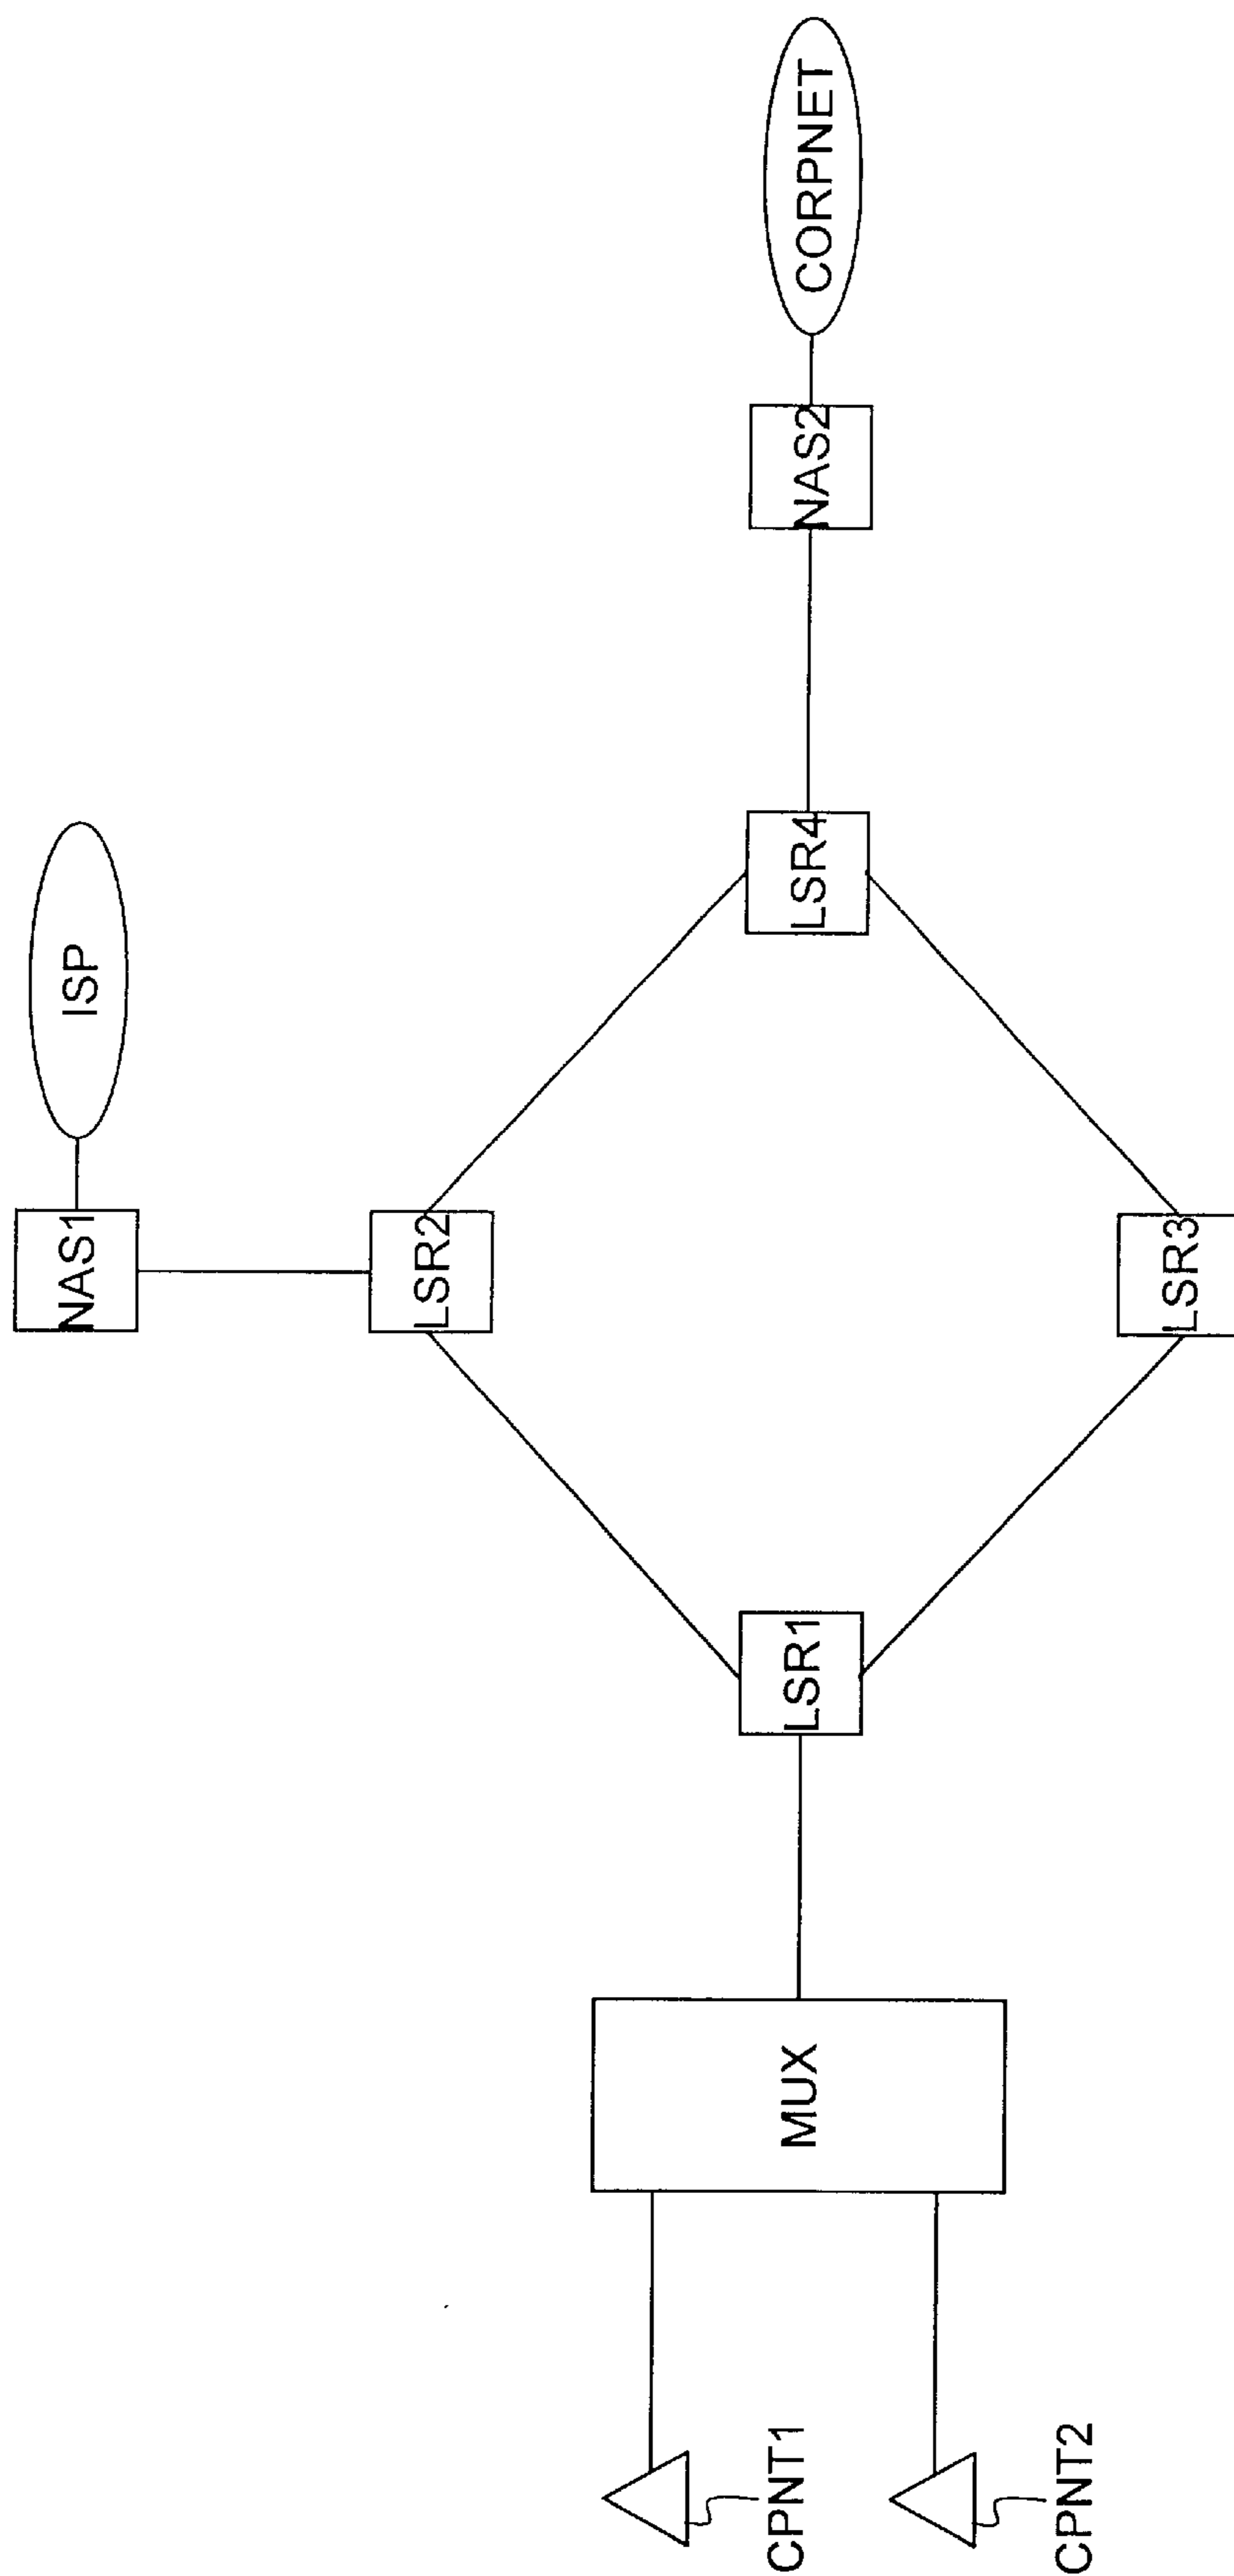 NAS1
ISP
LSR2
CPNT1
MUX
LSR1
LSR4
NAS2
CORPNET
CPNT2
LSR3